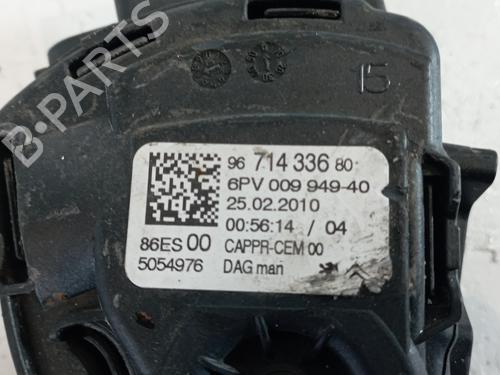 B-PARTS
15
96 714 336 80
6PV 009 949-40
25.02.2010
00:56:14 / 04
86ES 00 CAPPR-CEM 00
5054976 DAG man